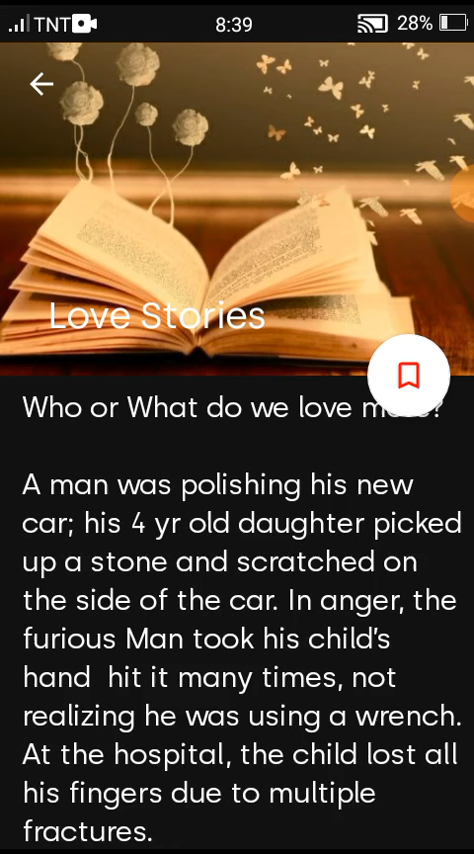 TNT
8:39
28%
Love Stories
Who or What do we love ?
A man was polishing his new
car; his 4 yr old daughter picked
up a stone and scratched on
the side of the car. In anger, the
furious Man took his child's
hand  hit it many times, not
realizing he was using a wrench.
At the hospital, the child lost all
his fingers due to multiple
fractures.